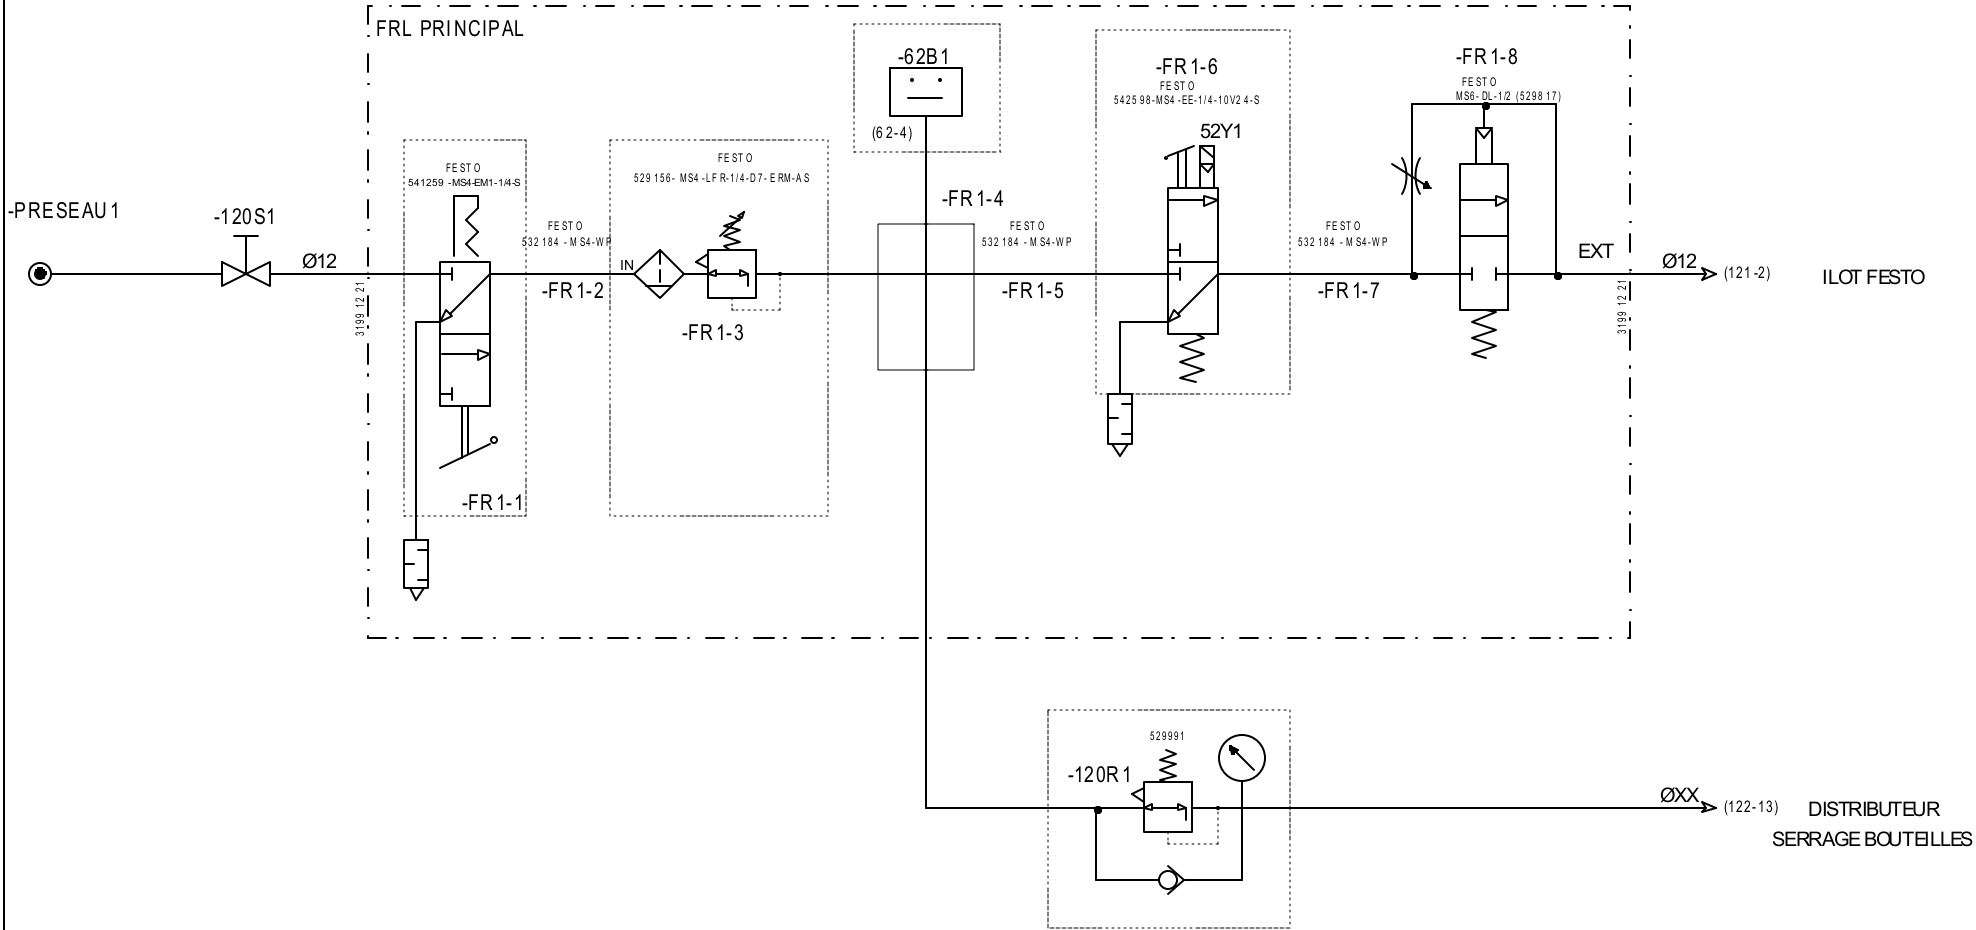 FRL PRINCIPAL
-62B1
(62-4)
-FR1-6
FESTO
542598-MS4-EE-1/4-10V24-S
52Y1
-FR1-8
FESTO
MS6-DL-1/2 (529817)
FESTO
541259-MS4-EM1-1/4-S
FESTO
529156-MS4-LFR-1/4-D7-ERM-AS
-PRESEAU1
-120S1
Ø12
3199 12 21
FESTO
532184-MS4-WP
-FR1-2
IN
-FR1-3
-FR1-4
FESTO
532184-MS4-WP
-FR1-5
FESTO
532184-MS4-WP
-FR1-7
EXT
3199 12 21
Ø12
(121-2)
ILOT FESTO
-FR1-1
529991
-120R1
ØXX
(122-13)
DISTRIBUTEUR
SERRAGE BOUTEILLES